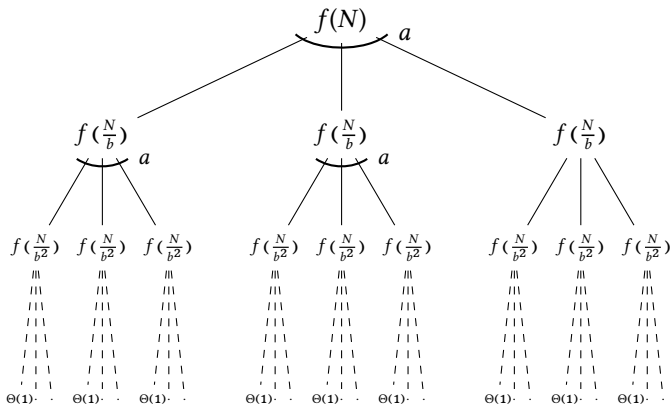 f(N) a
f(N/b) a f(N/b) a f(N/b)
f(N/b²) f(N/b²) f(N/b²) f(N/b²) f(N/b²) f(N/b²) f(N/b²) f(N/b²) f(N/b²)
Θ(1)· · Θ(1)· · Θ(1)· · Θ(1)· · Θ(1)· · Θ(1)· · Θ(1)· · Θ(1)· · Θ(1)· ·